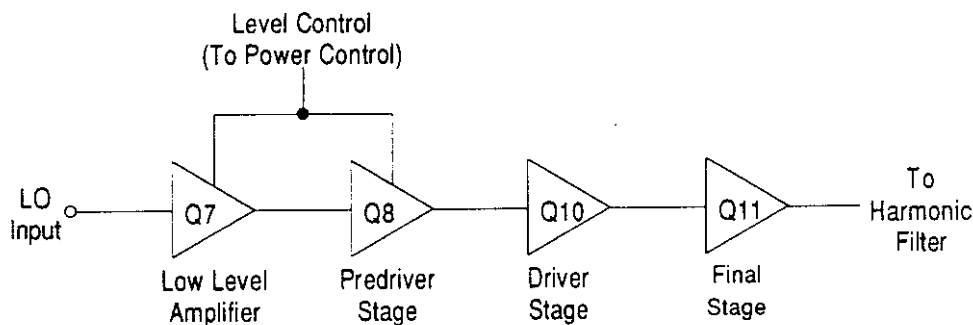 Level Control
(To Power Control)
LO
Input
Q7
Q8
Q10
Q11
To
Harmonic
Filter
Low Level
Amplifier
Predriver
Stage
Driver
Stage
Final
Stage